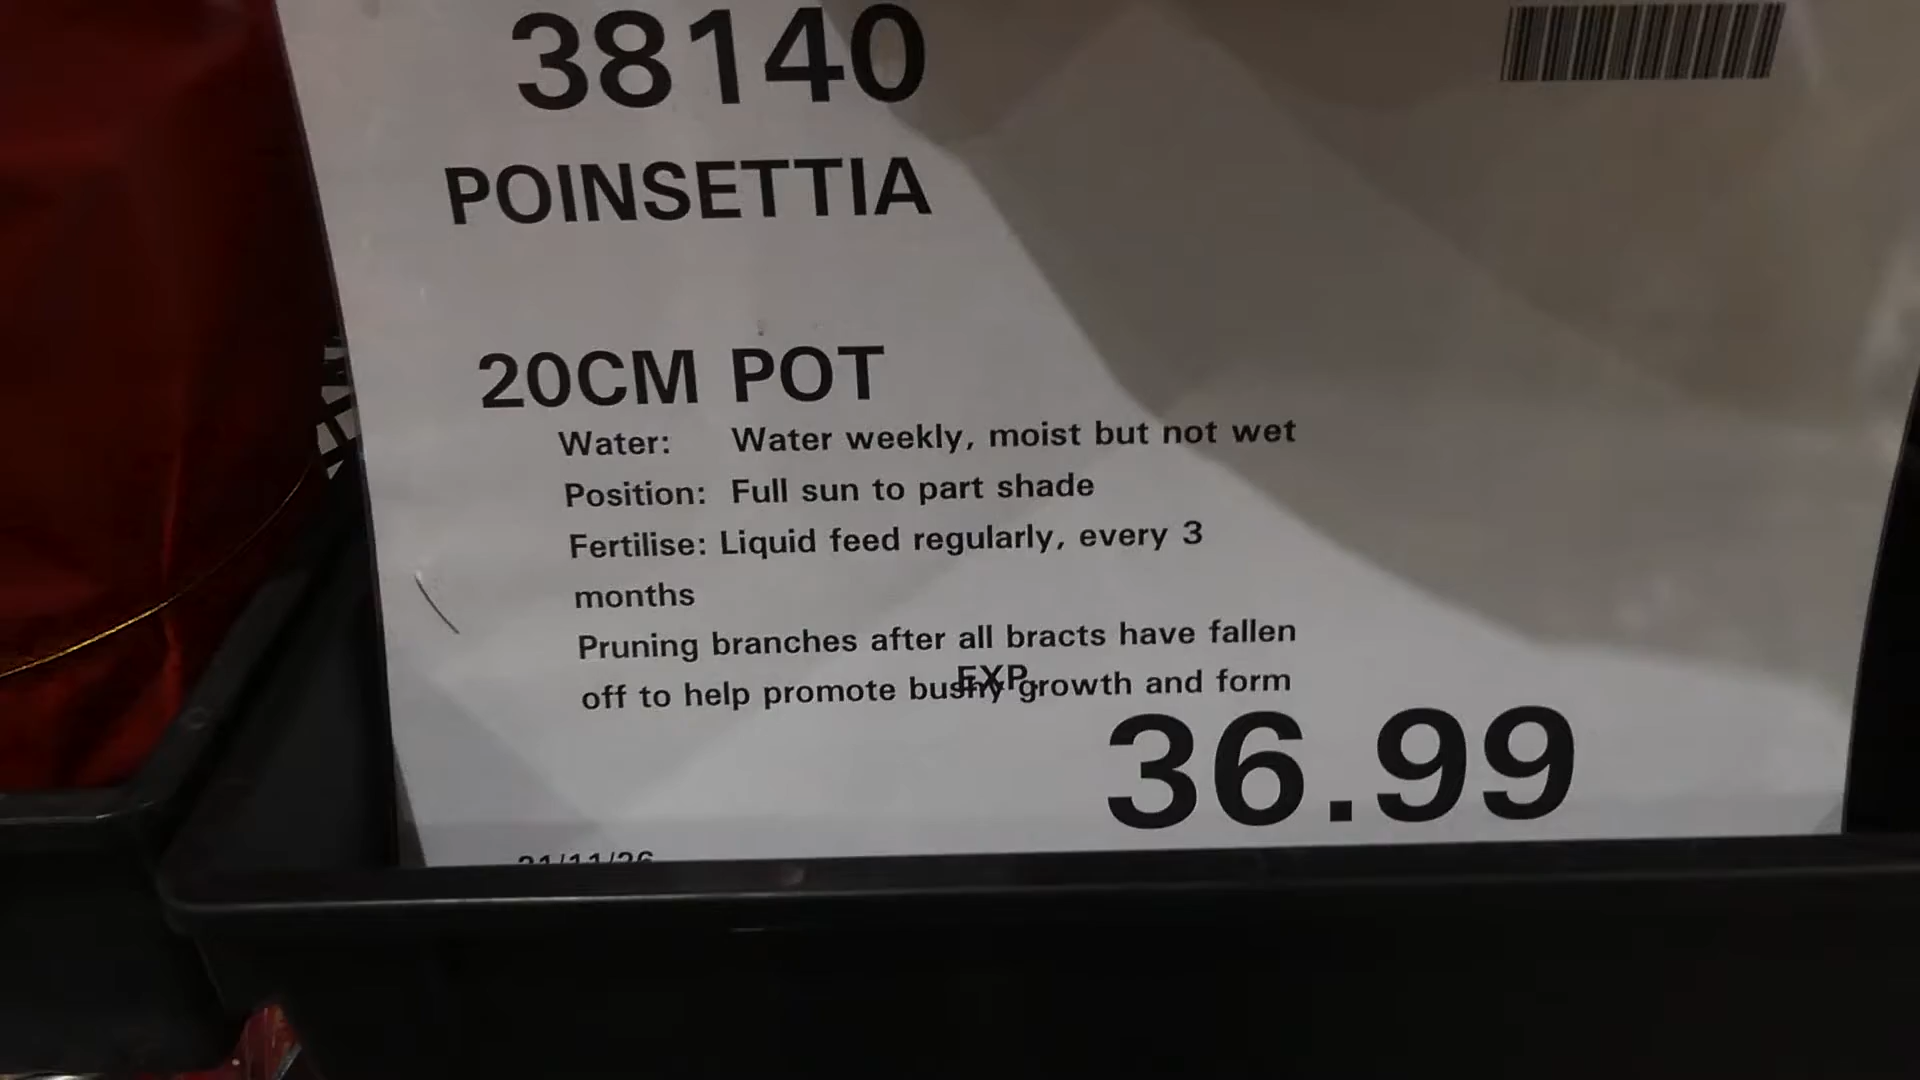 38140
POINSETTIA
20CM POT
Water: Water weekly, moist but not wet
Position: Full sun to part shade
Fertilise: Liquid feed regularly, every 3
months
Pruning branches after all bracts have fallen
off to help promote bushy growth and form
EXP
36.99